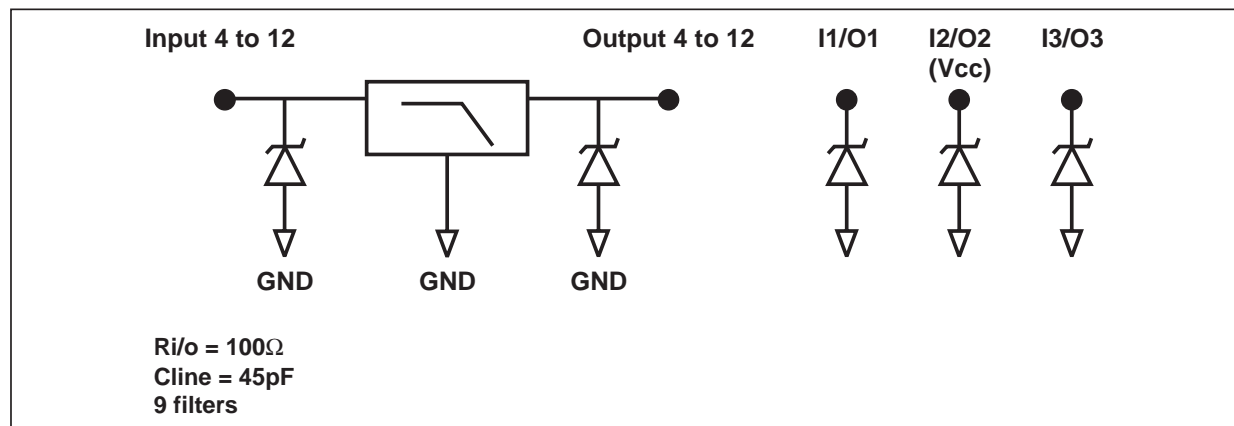 Input 4 to 12 Output 4 to 12 I1/O1 I2/O2 I3/O3
(Vcc)
GND GND GND
Ri/o = 100Ω
Cline = 45pF
9 filters